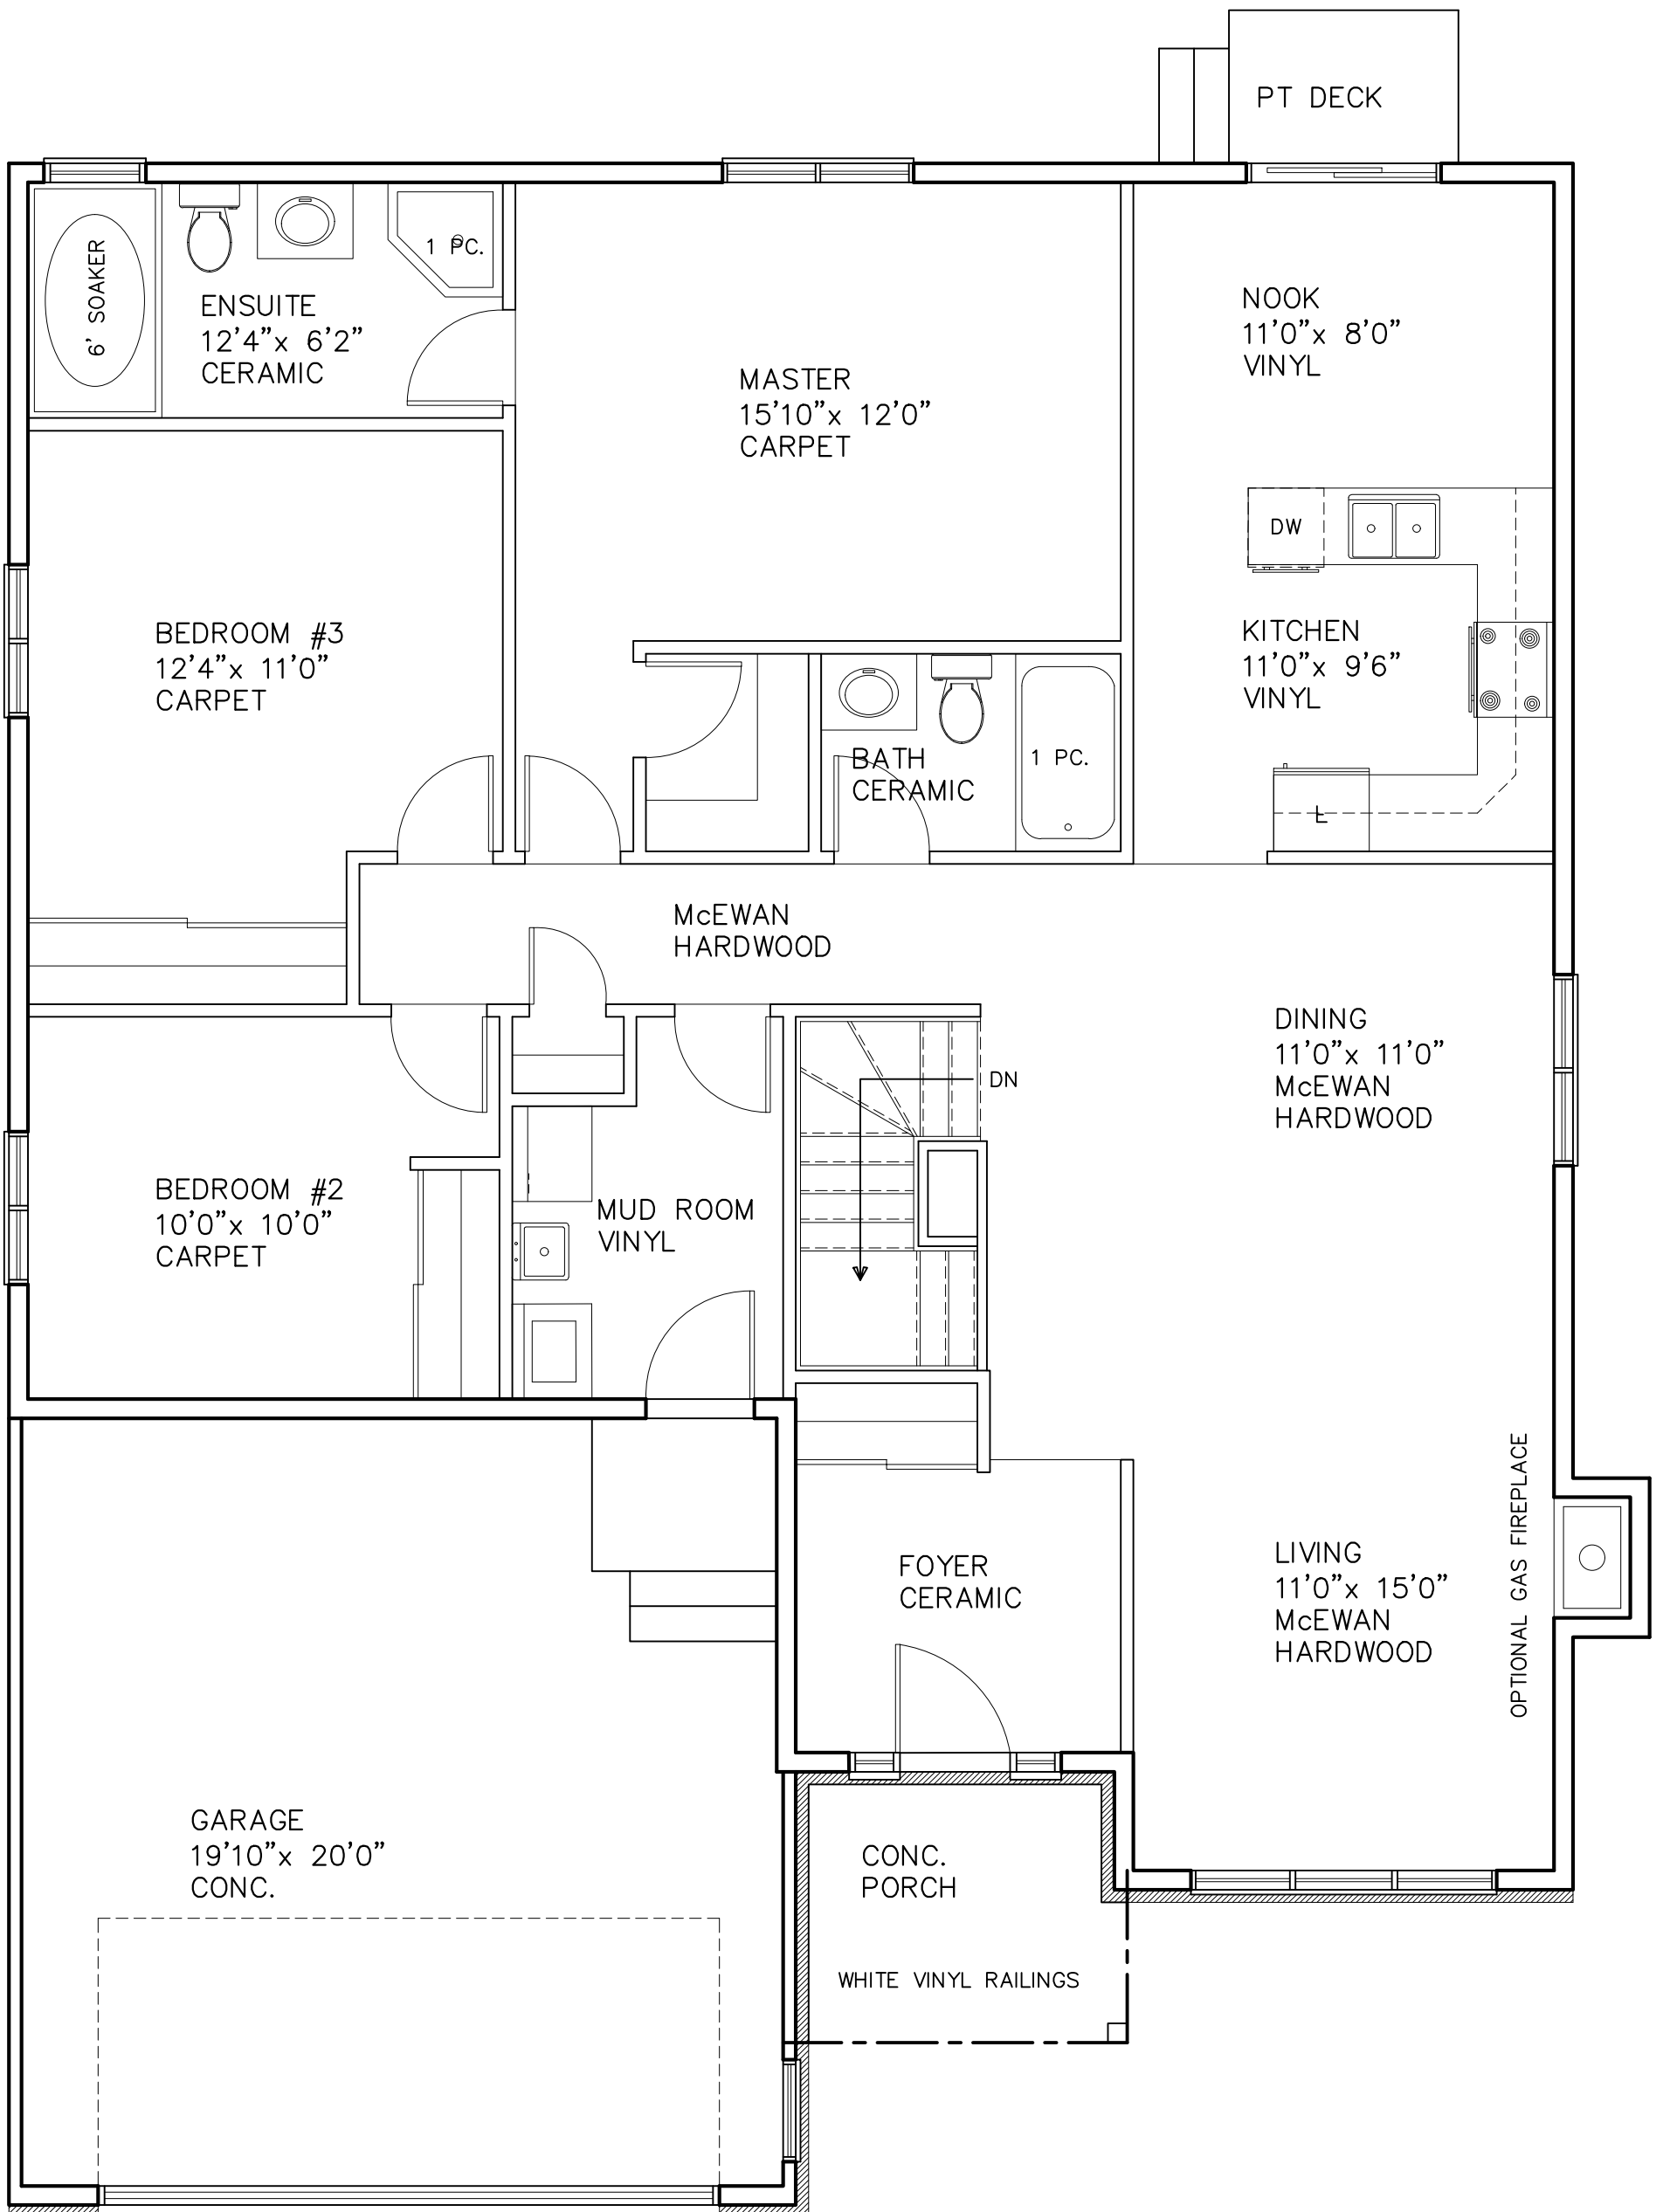 PT DECK
6' SOAKER
1 PC.
ENSUITE
12'4"x 6'2"
CERAMIC
MASTER
15'10"x 12'0"
CARPET
NOOK
11'0"x 8'0"
VINYL
DW
BEDROOM #3
12'4"x 11'0"
CARPET
KITCHEN
11'0"x 9'6"
VINYL
BATH
CERAMIC
1 PC.
McEWAN
HARDWOOD
DINING
11'0"x 11'0"
McEWAN
HARDWOOD
DN
BEDROOM #2
10'0"x 10'0"
CARPET
MUD ROOM
VINYL
FOYER
CERAMIC
LIVING
11'0"x 15'0"
McEWAN
HARDWOOD
OPTIONAL GAS FIREPLACE
GARAGE
19'10"x 20'0"
CONC.
CONC.
PORCH
WHITE VINYL RAILINGS